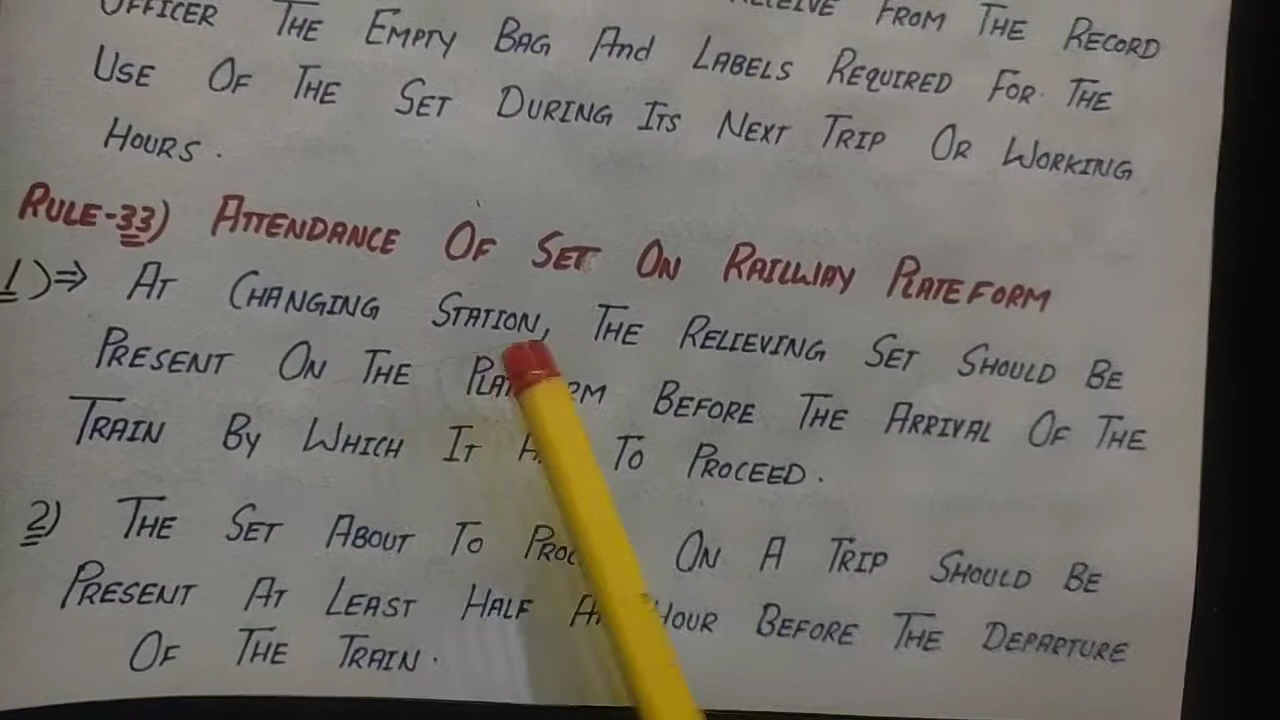 OFFICER THE EMPTY BAG AND LABELS REQUIRED FOR THE
FROM THE RECORD
USE OF THE SET DURING ITS NEXT TRIP OR WORKING
HOURS.
RULE-33) ATTENDANCE OF SET ON RAILWAY PLATEFORM
1)⇒ AT CHANGING STATION, THE RELIEVING SET SHOULD BE
PRESENT ON THE BEFORE THE ARRIVAL OF THE
TRAIN BY WHICH IT TO PROCEED.
2) THE SET ABOUT TO ON A TRIP SHOULD BE
PRESENT AT LEAST HALF HOUR BEFORE THE DEPARTURE
OF THE TRAIN.